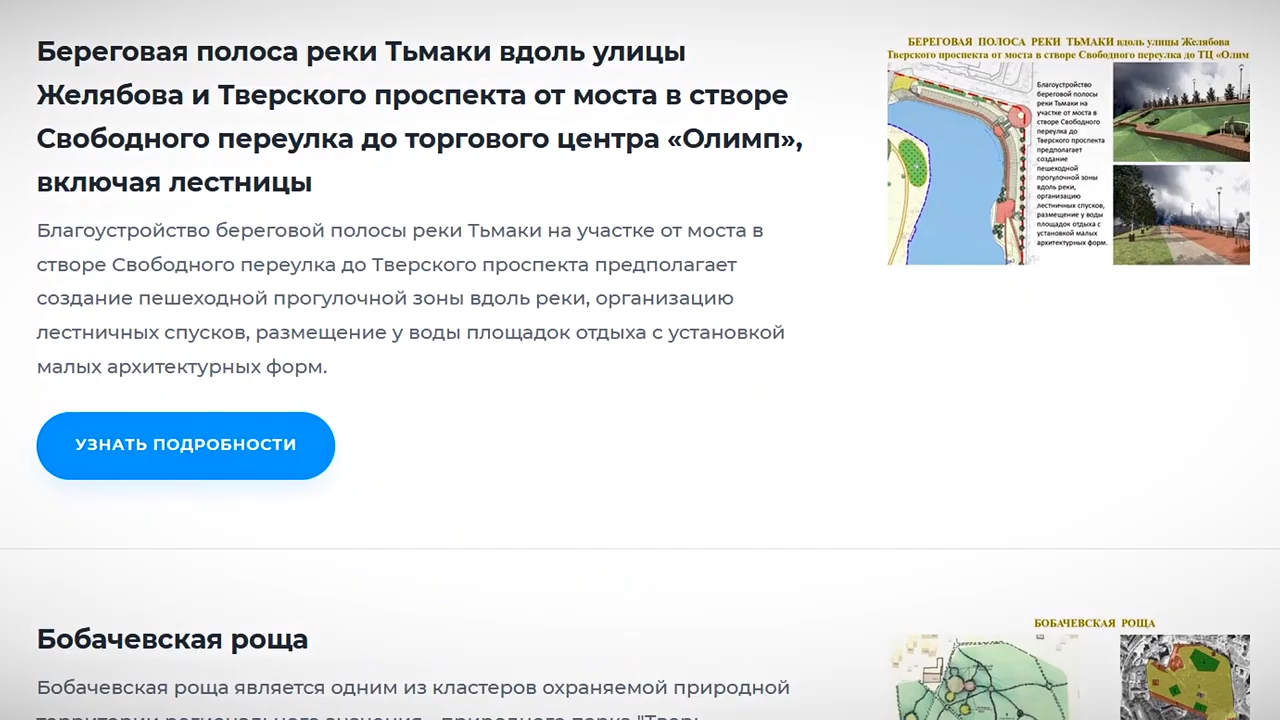 Береговая полоса реки Тьмаки вдоль улицы
Желябова и Тверского проспекта от моста в створе
Свободного переулка до торгового центра «Олимп»,
включая лестницы
Благоустройство береговой полосы реки Тьмаки на участке от моста в
створе Свободного переулка до Тверского проспекта предполагает
создание пешеходной прогулочной зоны вдоль реки, организацию
лестничных спусков, размещение у воды площадок отдыха с установкой
малых архитектурных форм.
УЗНАТЬ ПОДРОБНОСТИ
БЕРЕГОВАЯ ПОЛОСА РЕКИ ТЬМАКИ вдоль улицы Желябова
Тверского проспекта от моста в створе Свободного переулка до ТЦ «Олим
Благоустройство
береговой полосы
реки Тьмаки на
участке от моста в
створе Свободного
переулка до
Тверского проспекта
предполагает
создание
пешеходной
прогулочной зоны
вдоль реки,
организацию
лестничных спусков,
размещение у воды
площадок отдыха с
установкой малых
архитектурных форм.
Бобачевская роща
Бобачевская роща является одним из кластеров охраняемой природной
территории регионального значения - природного парка "Тверь
БОБАЧЕВСКАЯ РОЩА